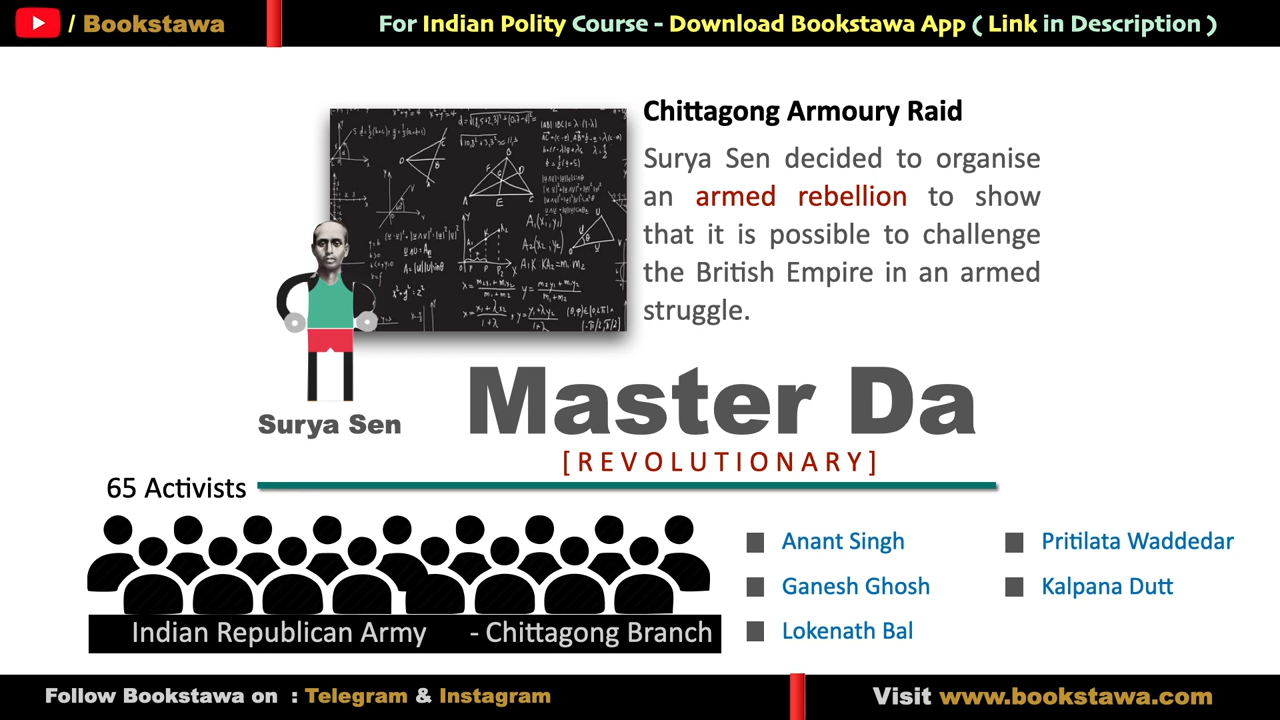 / Bookstawa
For Indian Polity Course - Download Bookstawa App ( Link in Description )
Chittagong Armoury Raid
Surya Sen decided to organise
an armed rebellion to show
that it is possible to challenge
the British Empire in an armed
struggle.
Surya Sen
Master Da
[REVOLUTIONARY]
65 Activists
Indian Republican Army - Chittagong Branch
Anant Singh
Ganesh Ghosh
Lokenath Bal
Pritilata Waddedar
Kalpana Dutt
Follow Bookstawa on : Telegram & Instagram
Visit www.bookstawa.com